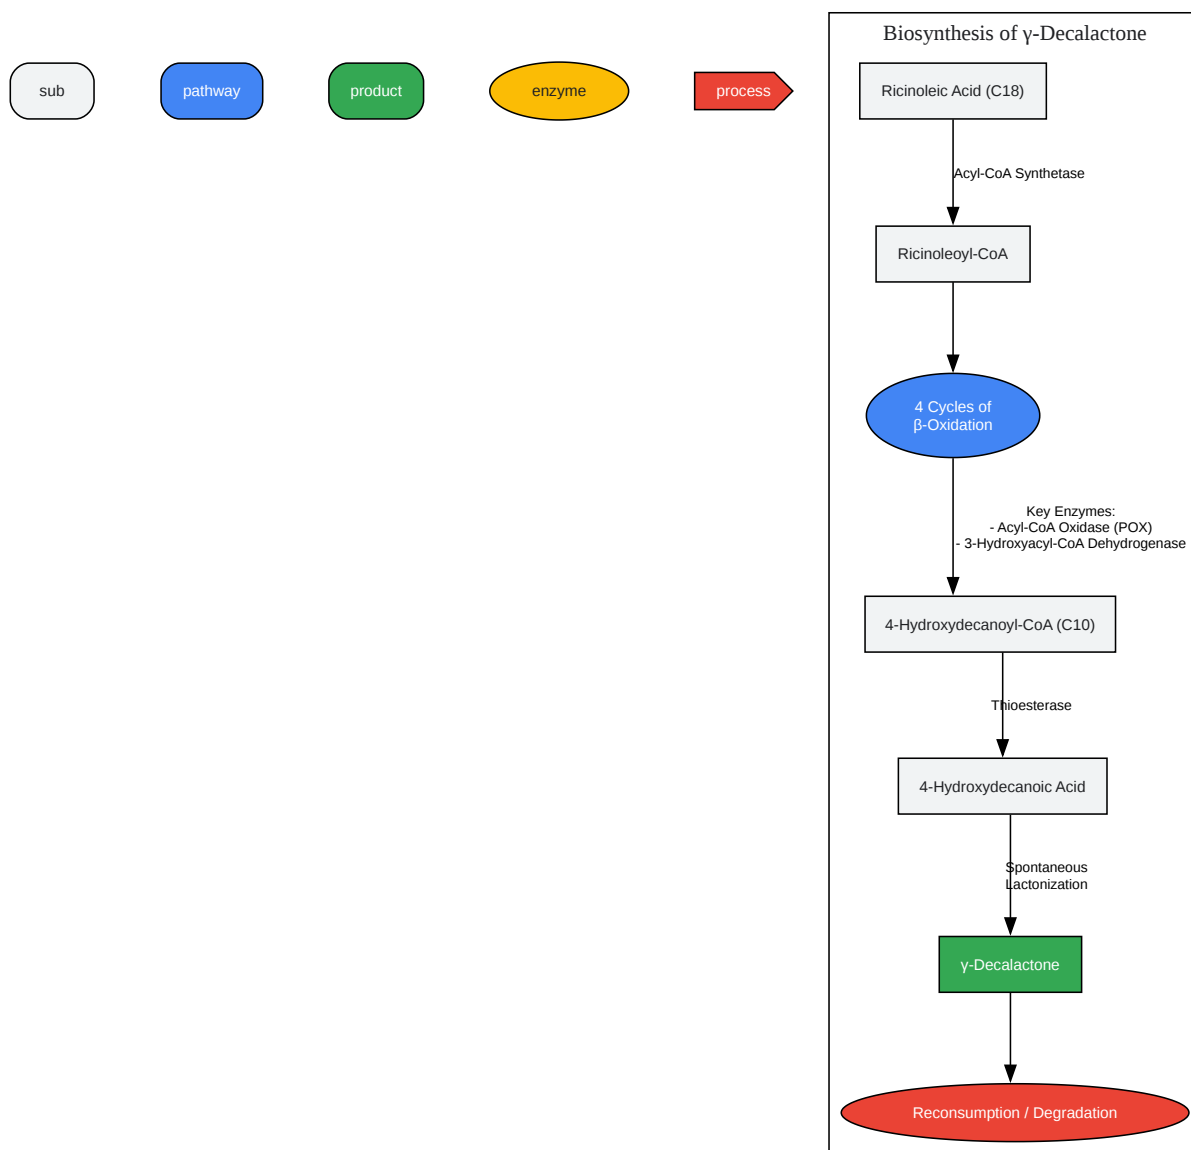 Biosynthesis of γ-Decalactone
sub
pathway
product
enzyme
process
Ricinoleic Acid (C18)
Acyl-CoA Synthetase
Ricinoleoyl-CoA
4 Cycles of
β-Oxidation
Key Enzymes:
- Acyl-CoA Oxidase (POX)
- 3-Hydroxyacyl-CoA Dehydrogenase
4-Hydroxydecanoyl-CoA (C10)
Thioesterase
4-Hydroxydecanoic Acid
Spontaneous
Lactonization
γ-Decalactone
Reconsumption / Degradation